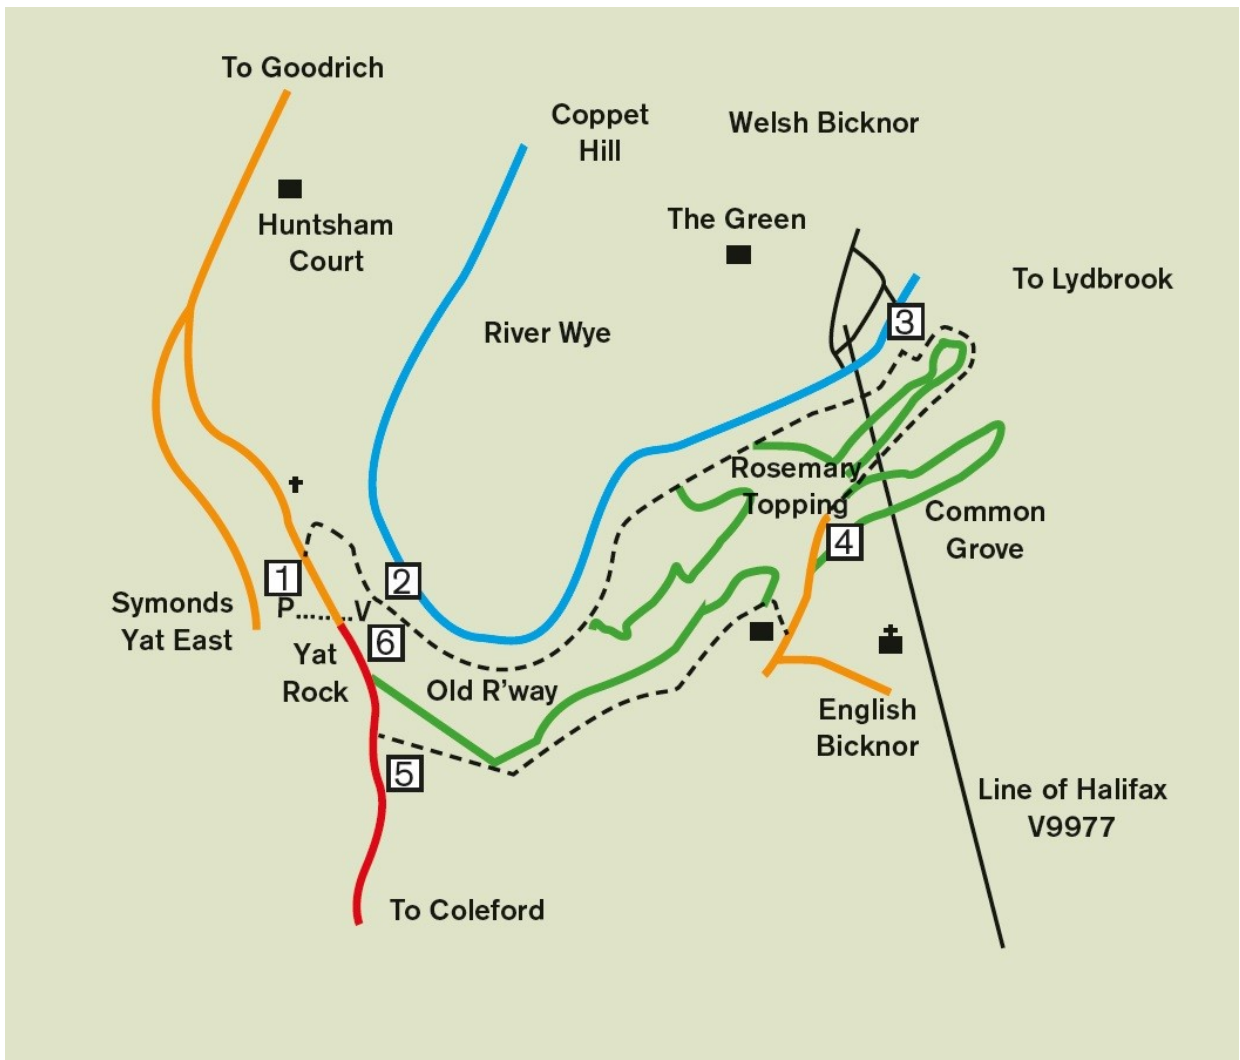 To Goodrich
Coppet
Hill
Welsh Bicknor
Huntsham
Court
The Green
To Lydbrook
River Wye
3
Rosemary
Topping
Common
Grove
4
1
2
Symonds
Yat East
P
V
6
Yat
Rock
Old R'way
English
Bicknor
5
Line of Halifax
V9977
To Coleford